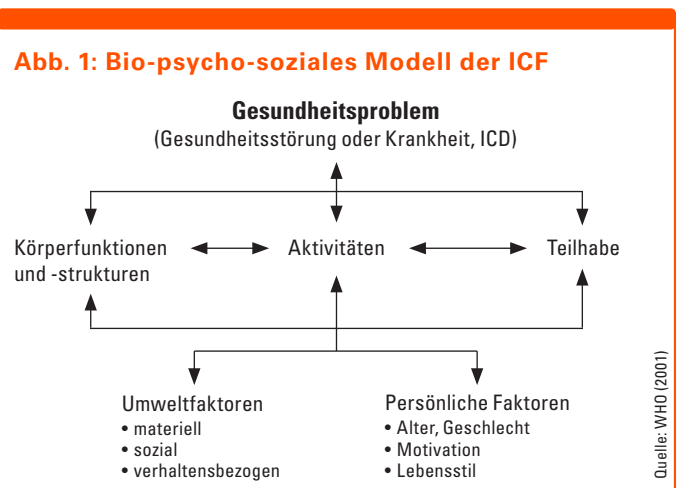 Abb. 1: Bio-psycho-soziales Modell der ICF
Gesundheitsproblem
(Gesundheitsstörung oder Krankheit, ICD)
Körperfunktionen
und -strukturen
Aktivitäten
Teilhabe
Umweltfaktoren
• materiell
• sozial
• verhaltensbezogen
Persönliche Faktoren
• Alter, Geschlecht
• Motivation
• Lebensstil
Quelle: WHO (2001)